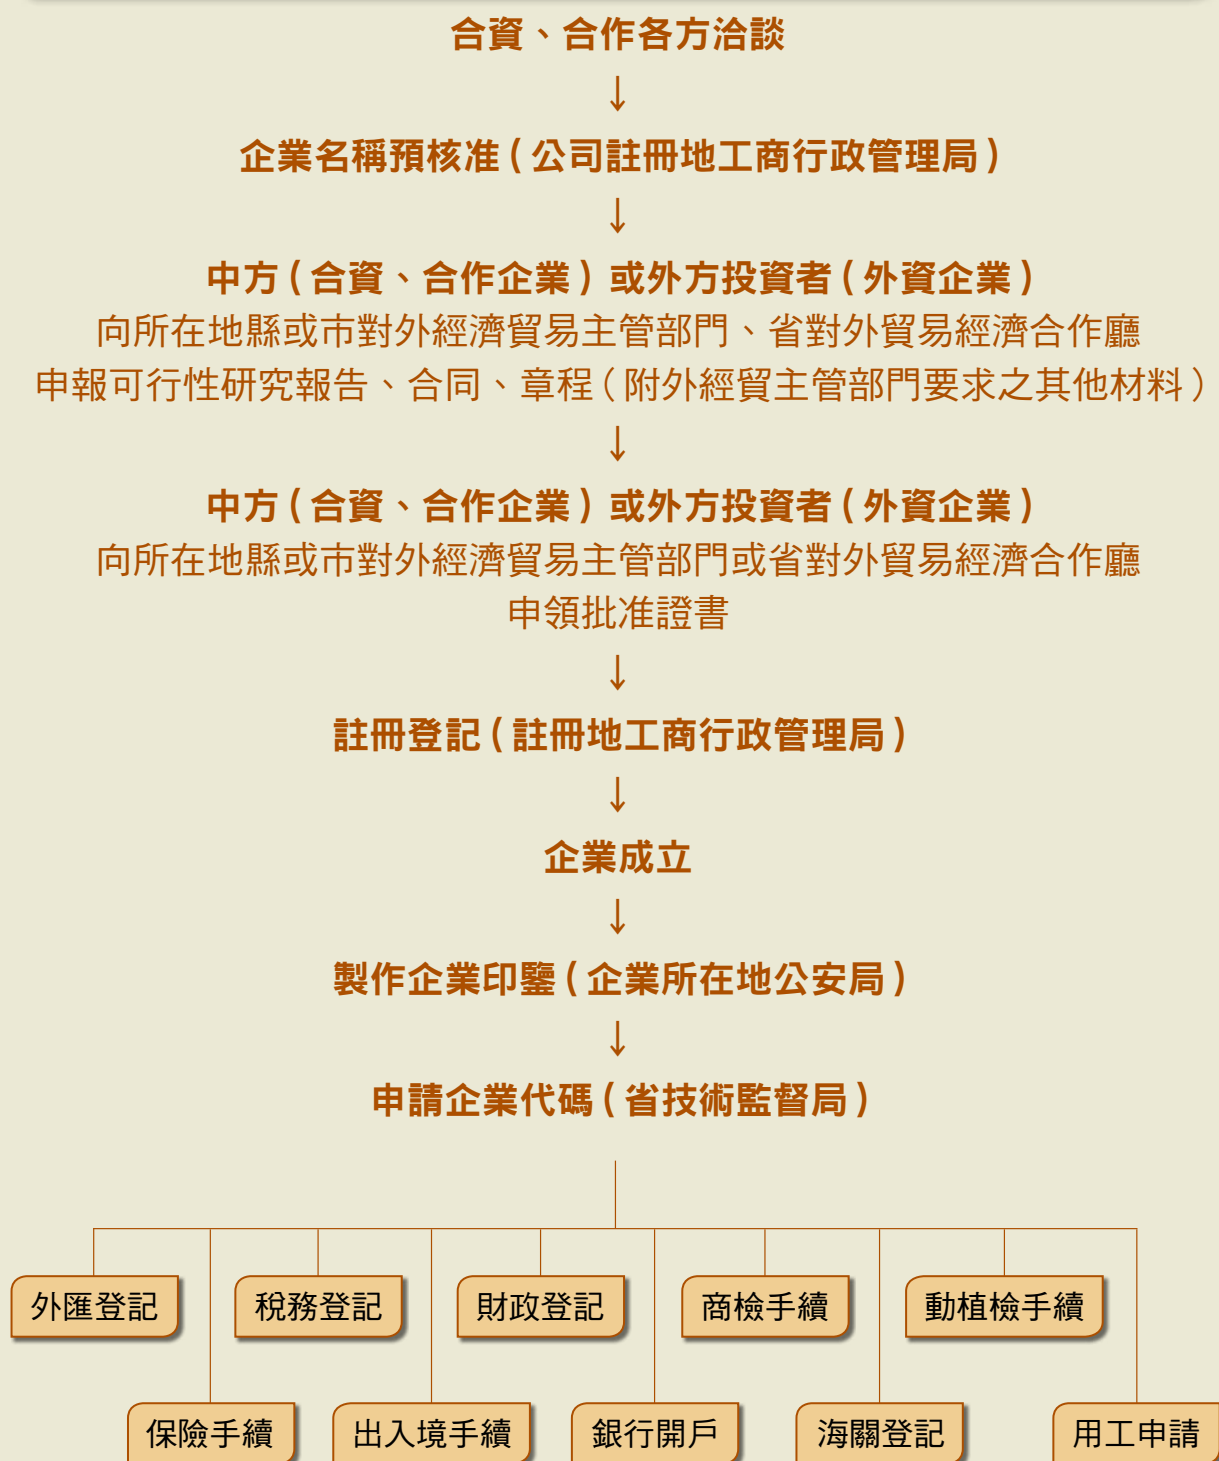 合資、合作各方洽談
↓
企業名稱預核准(公司註冊地工商行政管理局)
↓
中方(合資、合作企業)或外方投資者(外資企業)
向所在地縣或市對外經濟貿易主管部門、省對外貿易經濟合作廳
申報可行性研究報告、合同、章程(附外經貿主管部門要求之其他材料)
↓
中方(合資、合作企業)或外方投資者(外資企業)
向所在地縣或市對外經濟貿易主管部門或省對外貿易經濟合作廳
申領批准證書
↓
註冊登記(註冊地工商行政管理局)
↓
企業成立
↓
製作企業印鑒(企業所在地公安局)
↓
申請企業代碼(省技術監督局)
外匯登記 稅務登記 財政登記 商檢手續 動植檢手續
保險手續 出入境手續 銀行開戶 海關登記 用工申請